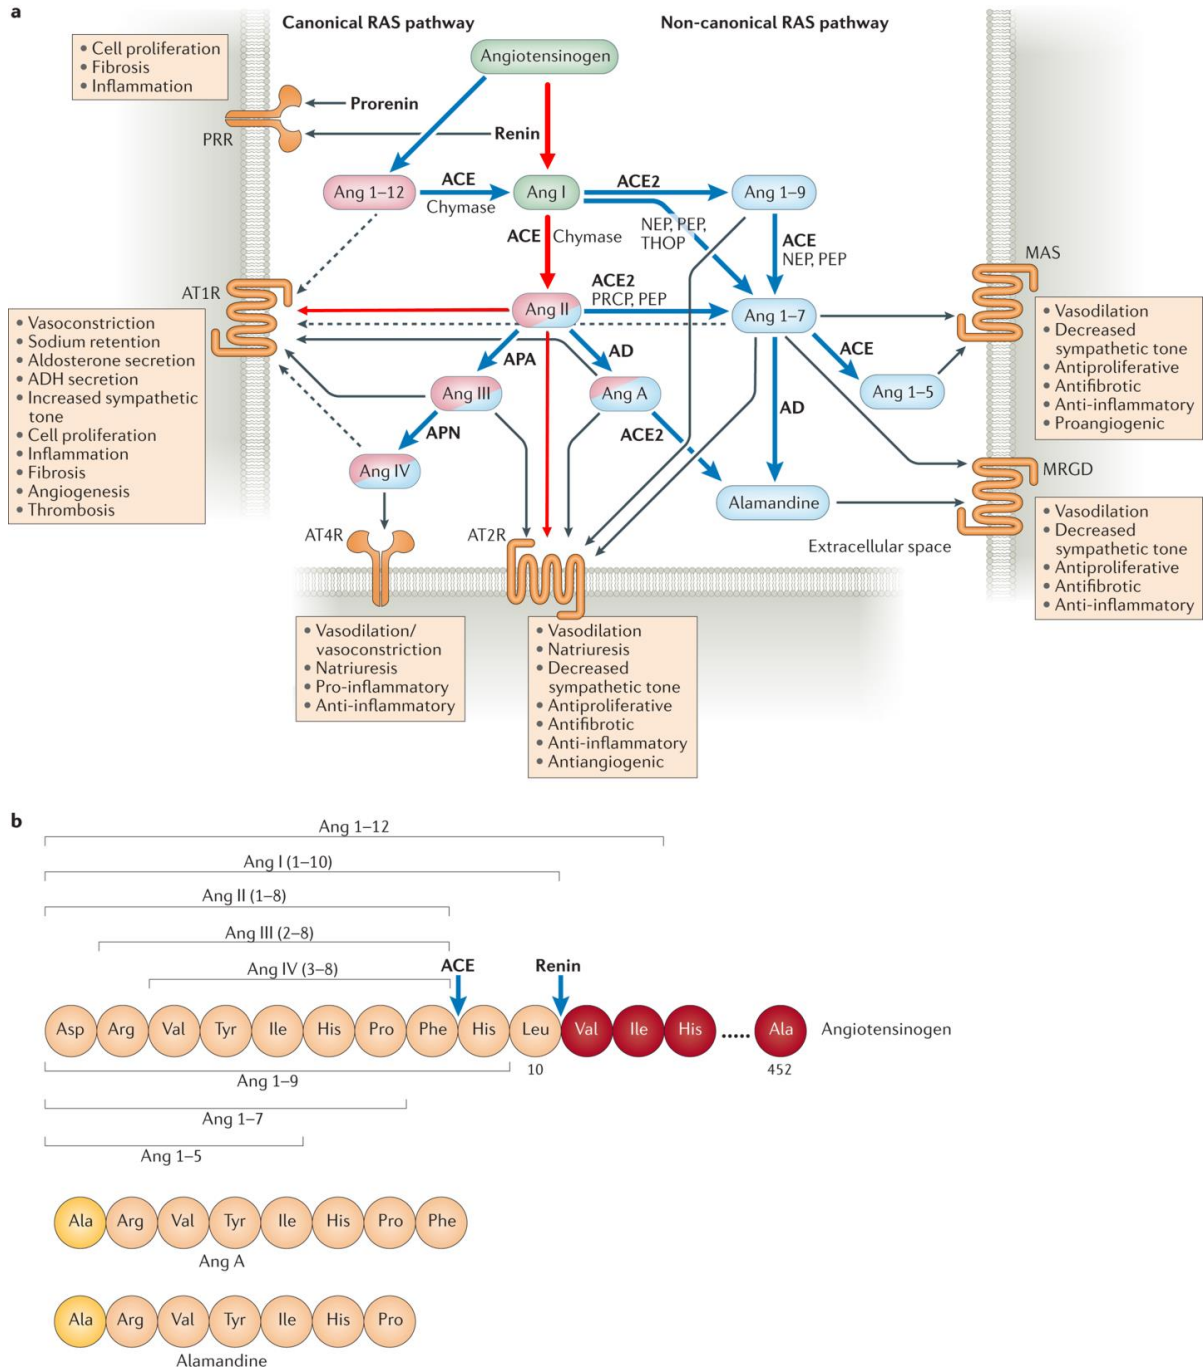 a
Canonical RAS pathway
Non-canonical RAS pathway
• Cell proliferation
• Fibrosis
• Inflammation
Angiotensinogen
Prorenin
Renin
PRR
Ang 1–12
ACE
Chymase
Ang I
ACE2
Ang 1–9
NEP, PEP,
THOP
ACE
NEP, PEP
ACE
Chymase
MAS
AT1R
Ang II
ACE2
PRCP, PEP
Ang 1–7
• Vasoconstriction
• Sodium retention
• Aldosterone secretion
• ADH secretion
• Increased sympathetic
tone
• Cell proliferation
• Inflammation
• Fibrosis
• Angiogenesis
• Thrombosis
• Vasodilation
• Decreased
sympathetic tone
• Antiproliferative
• Antifibrotic
• Anti-inflammatory
• Proangiogenic
APA
AD
ACE
Ang III
Ang A
Ang 1–5
APN
ACE2
AD
Ang IV
MRGD
Alamandine
AT4R
AT2R
Extracellular space
• Vasodilation
• Decreased
sympathetic tone
• Antiproliferative
• Antifibrotic
• Anti-inflammatory
• Vasodilation/
vasoconstriction
• Natriuresis
• Pro-inflammatory
• Anti-inflammatory
• Vasodilation
• Natriuresis
• Decreased
sympathetic tone
• Antiproliferative
• Antifibrotic
• Anti-inflammatory
• Antiangiogenic
b
Ang 1–12
Ang I (1–10)
Ang II (1–8)
Ang III (2–8)
Ang IV (3–8)
ACE
Renin
Asp Arg Val Tyr Ile His Pro Phe His Leu Val Ile His ..... Ala Angiotensinogen
10
452
Ang 1–9
Ang 1–7
Ang 1–5
Ala Arg Val Tyr Ile His Pro Phe
Ang A
Ala Arg Val Tyr Ile His Pro
Alamandine